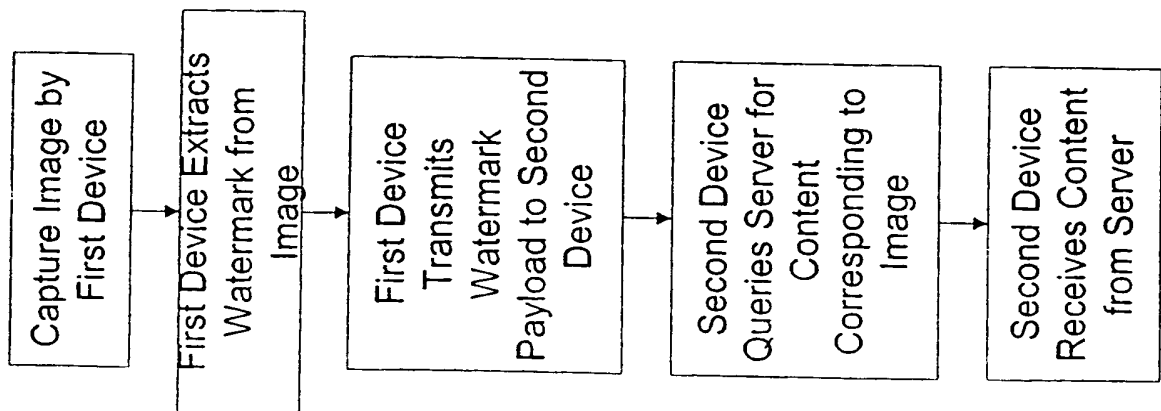 Capture Image by
First Device
First Device Extracts
Watermark from
Image
First Device
Transmits
Watermark
Payload to Second
Device
Second Device
Queries Server for
Content
Corresponding to
Image
Second Device
Receives Content
from Server